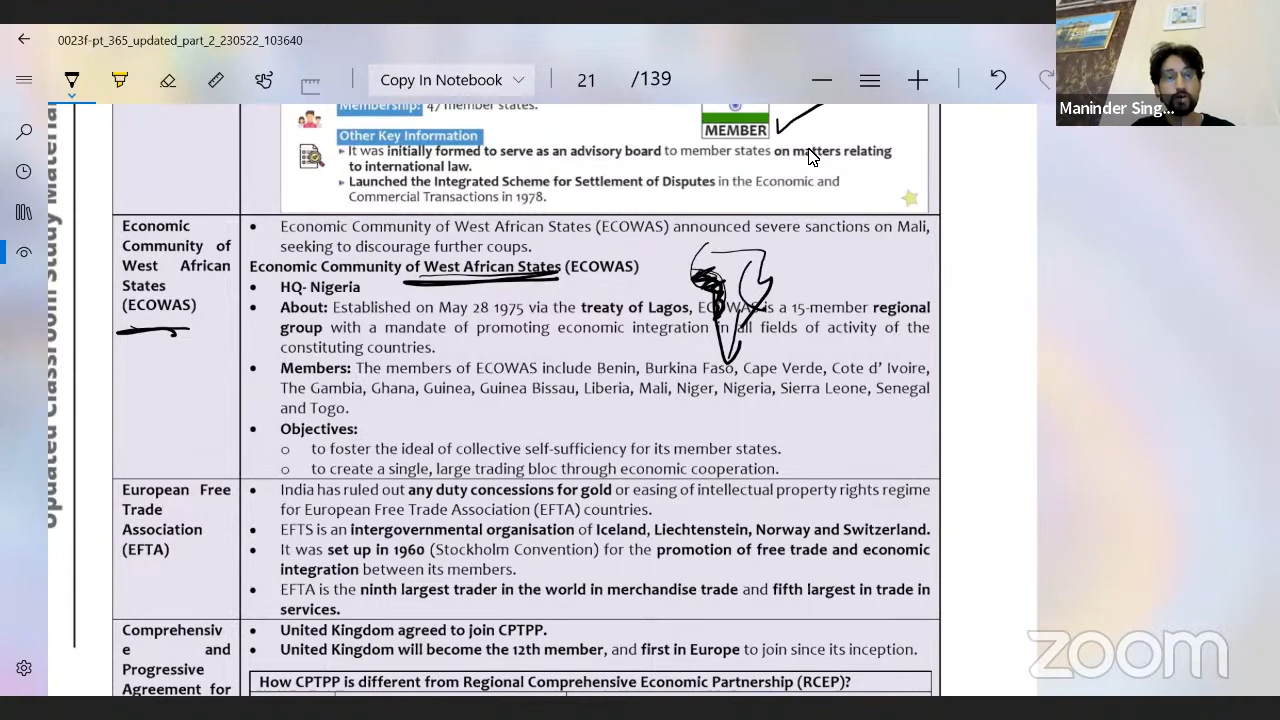 0023f-pt_365_updated_part_2_230522_103640
Copy In Notebook
21 /139
Maninder Sing...
Updated Classroom Study Material
Membership: 47 member states.
MEMBER
Other Key Information
It was initially formed to serve as an advisory board to member states on matters relating
to international law.
Launched the Integrated Scheme for Settlement of Disputes in the Economic and
Commercial Transactions in 1978.
Economic
Community of
West African
States
(ECOWAS)
• Economic Community of West African States (ECOWAS) announced severe sanctions on Mali,
seeking to discourage further coups.
Economic Community of West African States (ECOWAS)
• HQ- Nigeria
• About: Established on May 28 1975 via the treaty of Lagos, ECOWAS is a 15-member regional
group with a mandate of promoting economic integration in all fields of activity of the
constituting countries.
• Members: The members of ECOWAS include Benin, Burkina Faso, Cape Verde, Cote d’ Ivoire,
The Gambia, Ghana, Guinea, Guinea Bissau, Liberia, Mali, Niger, Nigeria, Sierra Leone, Senegal
and Togo.
• Objectives:
o to foster the ideal of collective self-sufficiency for its member states.
o to create a single, large trading bloc through economic cooperation.
European Free
Trade
Association
(EFTA)
• India has ruled out any duty concessions for gold or easing of intellectual property rights regime
for European Free Trade Association (EFTA) countries.
• EFTS is an intergovernmental organisation of Iceland, Liechtenstein, Norway and Switzerland.
• It was set up in 1960 (Stockholm Convention) for the promotion of free trade and economic
integration between its members.
• EFTA is the ninth largest trader in the world in merchandise trade and fifth largest in trade in
services.
Comprehensiv
e and
Progressive
Agreement for
• United Kingdom agreed to join CPTPP.
• United Kingdom will become the 12th member, and first in Europe to join since its inception.
How CPTPP is different from Regional Comprehensive Economic Partnership (RCEP)?
zoom